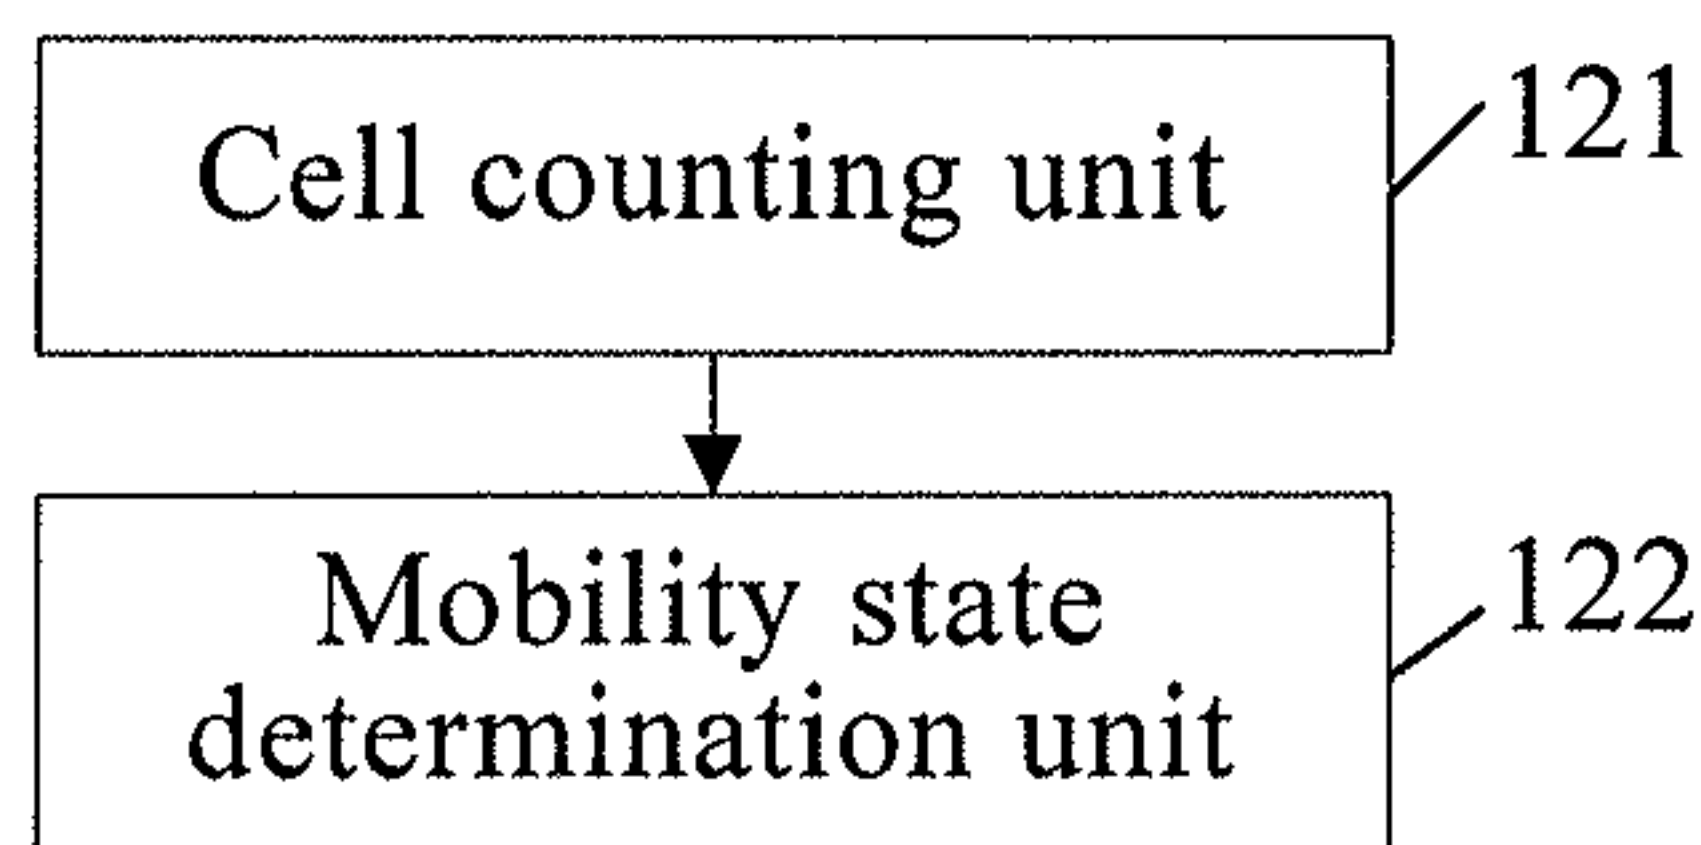 Cell counting unit
121
Mobility state
determination unit
122